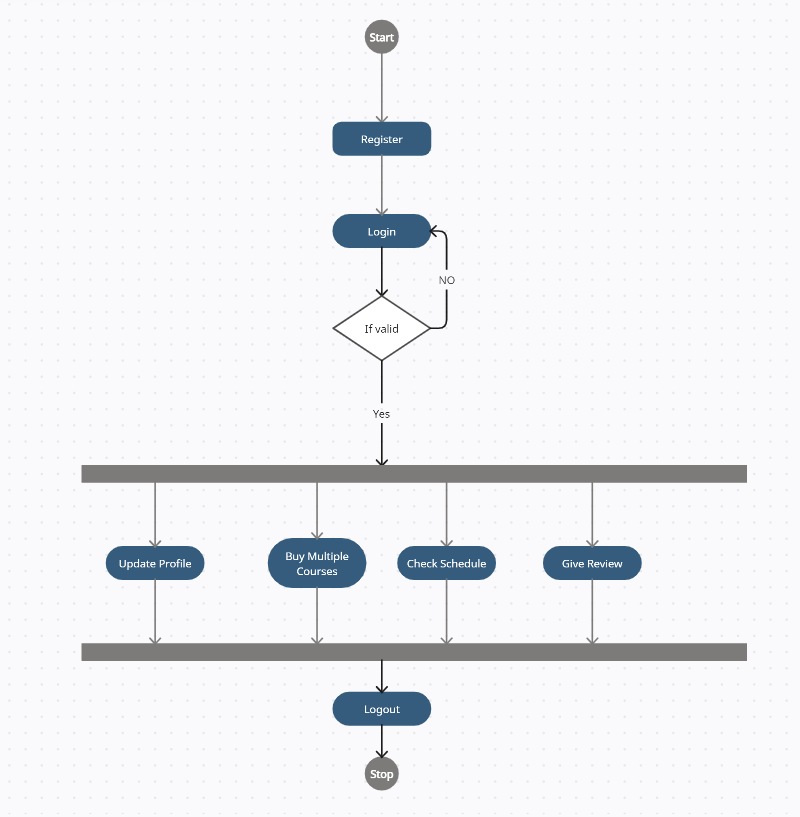 Start
Register
Login
NO
If valid
Yes
Update Profile
Buy Multiple
Courses
Check Schedule
Give Review
Logout
Stop